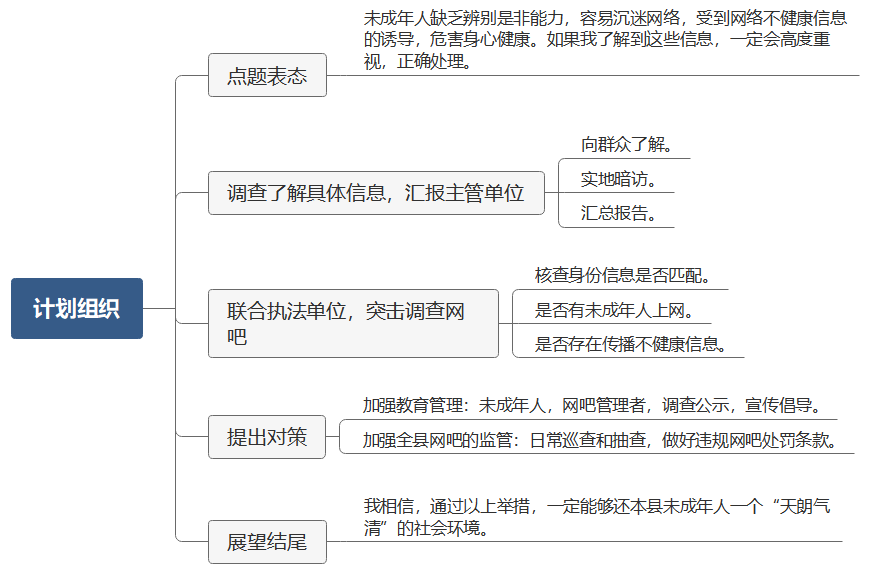 未成年人缺乏辨别是非能力，容易沉迷网络，受到网络不健康信息
的诱导，危害身心健康。如果我了解到这些信息，一定会高度重
视，正确处理。
点题表态
向群众了解。
调查了解具体信息，汇报主管单位
实地暗访。
汇总报告。
计划组织
核查身份信息是否匹配。
联合执法单位，突击调查网
吧
是否有未成年人上网。
是否存在传播不健康信息。
提出对策
加强教育管理：未成年人，网吧管理者，调查公示，宣传倡导。
加强全县网吧的监管：日常巡查和抽查，做好违规网吧处罚条款。
展望结尾
我相信，通过以上举措，一定能够还本县未成年人一个“天朗气
清”的社会环境。